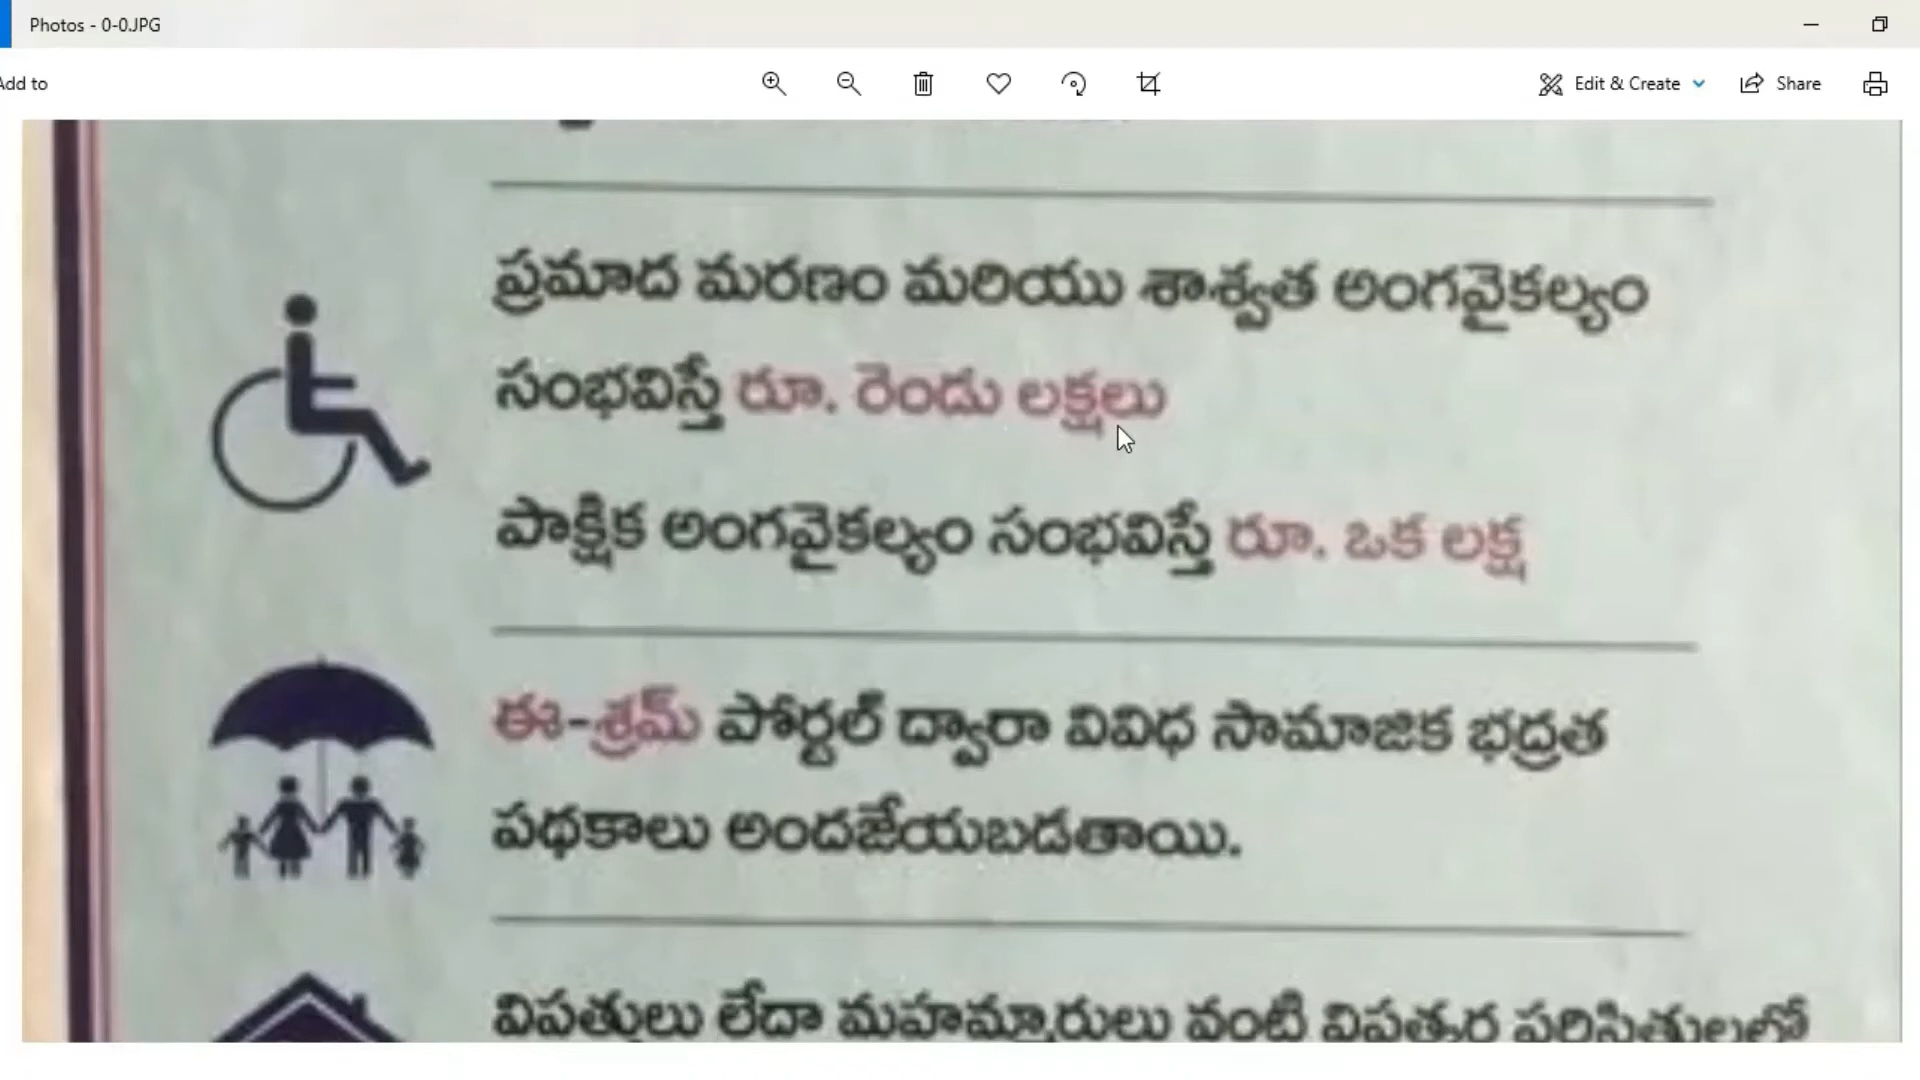 Photos - 0-0.JPG
Add to
Edit & Create
Share
ప్రమాద మరణం మరియు శాశ్వత అంగవైకల్యం
సంభవిస్తే రూ. రెండు లక్షలు
పాక్షిక అంగవైకల్యం సంభవిస్తే రూ. ఒక లక్ష
ఈ-శ్రమ్ పోర్టల్ ద్వారా వివిధ సామాజిక భద్రత
పథకాలు అందజేయబడతాయి.
విపత్తులు లేదా మహమ్మారులు వంటి విపత్కర పరిస్థితులలో